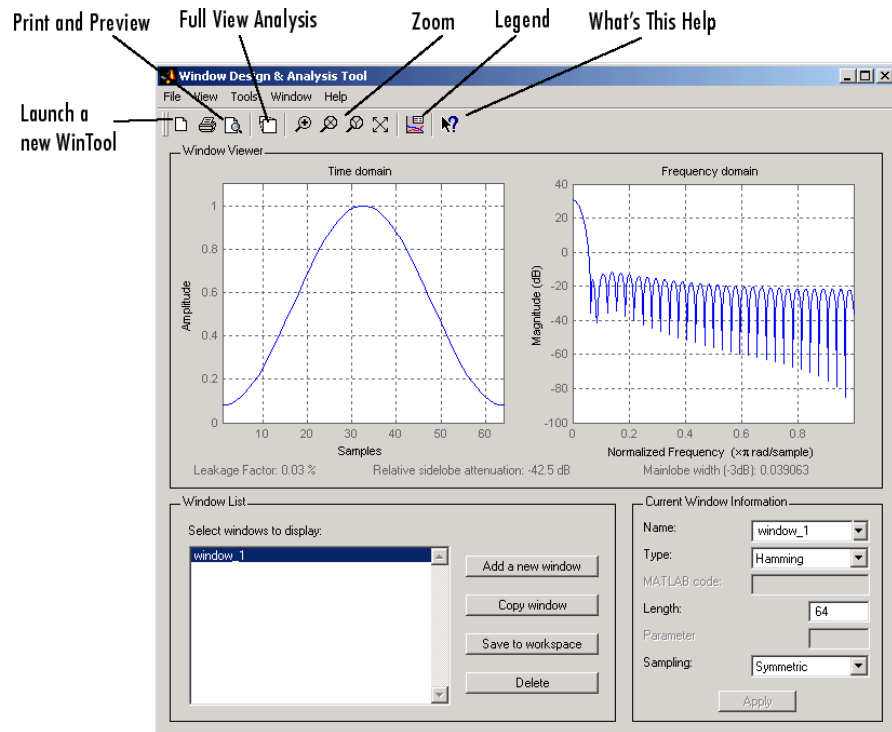 Print and Preview Full View Analysis Zoom Legend What's This Help
Launch a
new WinTool
Window Design & Analysis Tool
File View Tools Window Help
Window Viewer
Time domain
Frequency domain
Amplitude
1
0.8
0.6
0.4
0.2
0
10 20 30 40 50 60
Samples
Magnitude (dB)
40
20
0
-20
-40
-60
-80
-100
0 0.2 0.4 0.6 0.8
Normalized Frequency (×π rad/sample)
Leakage Factor: 0.03 % Relative sidelobe attenuation: -42.5 dB Mainlobe width (-3dB): 0.039063
Window List
Select windows to display:
window_1
Add a new window
Copy window
Save to workspace
Delete
Current Window Information
Name: window_1
Type: Hamming
MATLAB code:
Length: 64
Parameter
Sampling: Symmetric
Apply